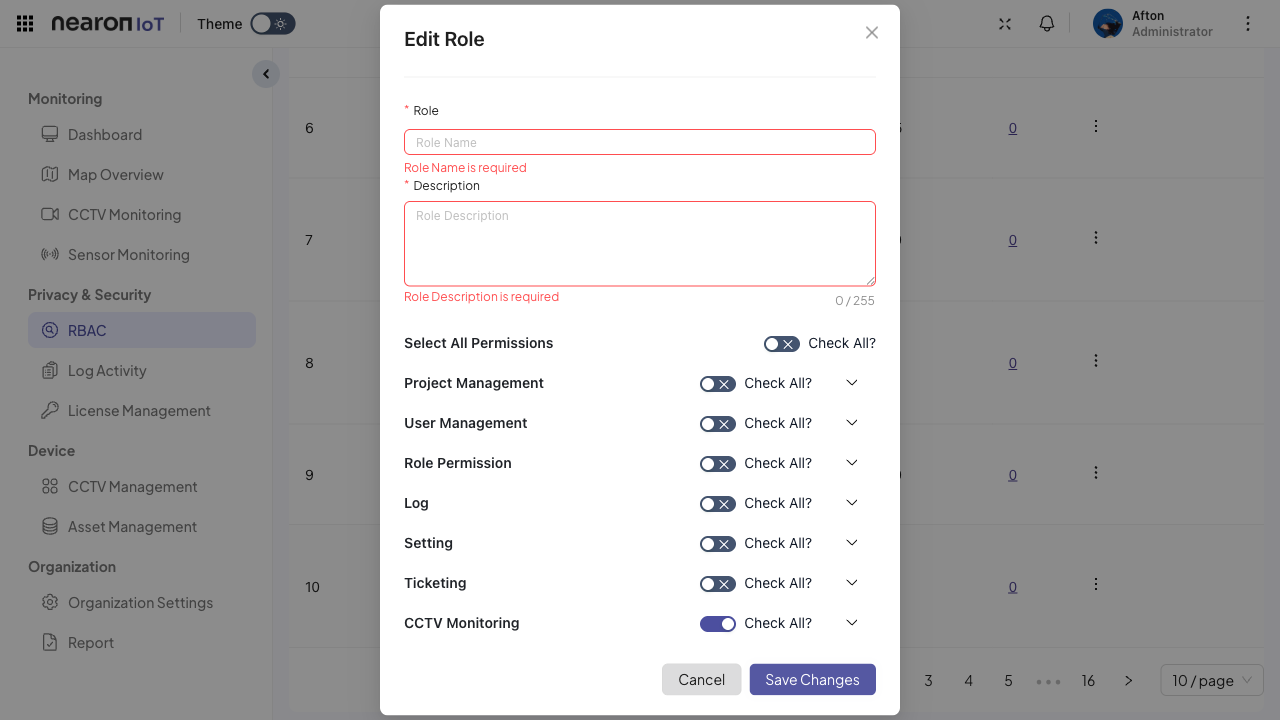 nearon IoT
Theme
Afton
Administrator
Monitoring
Dashboard
Map Overview
CCTV Monitoring
Sensor Monitoring
Privacy & Security
RBAC
Log Activity
License Management
Device
CCTV Management
Asset Management
Organization
Organization Settings
Report
6
0
7
0
8
0
9
0
10
0
3
4
5
•••
16
10 / page
Edit Role
* Role
Role Name
Role Name is required
* Description
Role Description
Role Description is required
0 / 255
Select All Permissions Check All?
Project Management Check All?
User Management Check All?
Role Permission Check All?
Log Check All?
Setting Check All?
Ticketing Check All?
CCTV Monitoring Check All?
Cancel
Save Changes